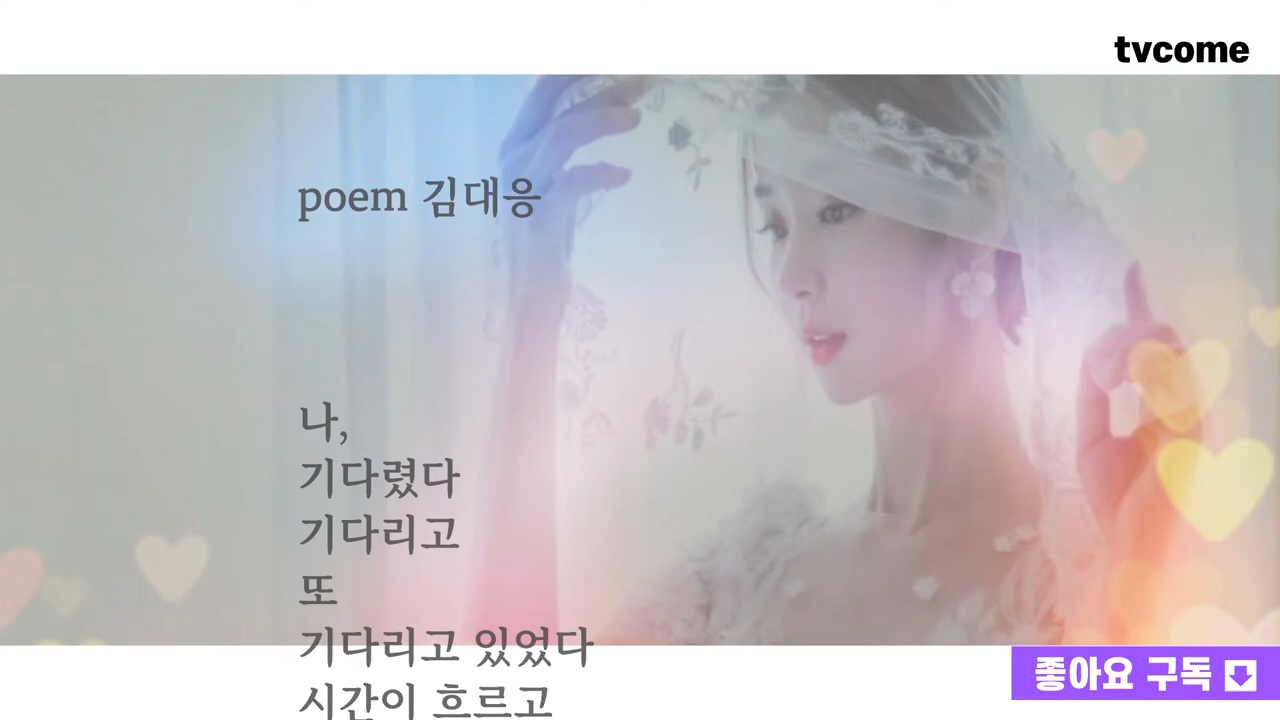 tvcome
poem 김대응
나,
기다렸다
기다리고
또
기다리고 있었다
시간이 흐르고
좋아요 구독